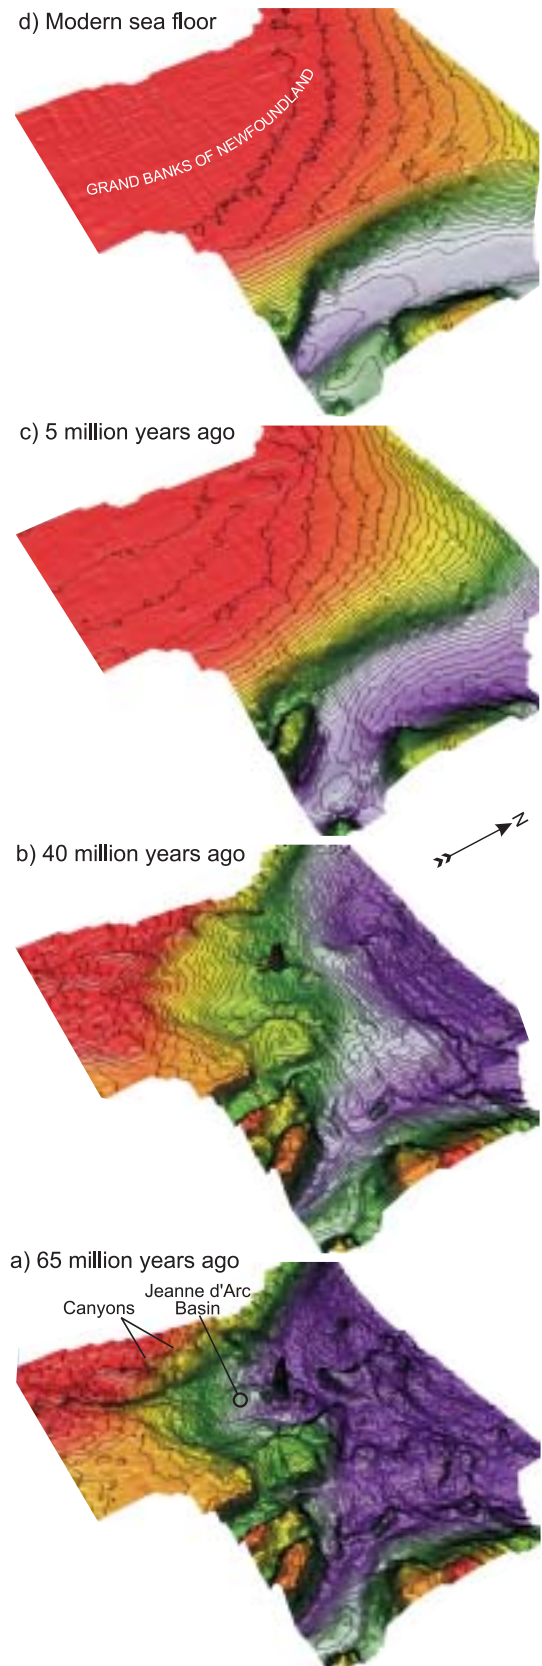 d) Modern sea floor
GRAND BANKS OF NEWFOUNDLAND
c) 5 million years ago
N
b) 40 million years ago
a) 65 million years ago
Jeanne d'Arc
Basin
Canyons